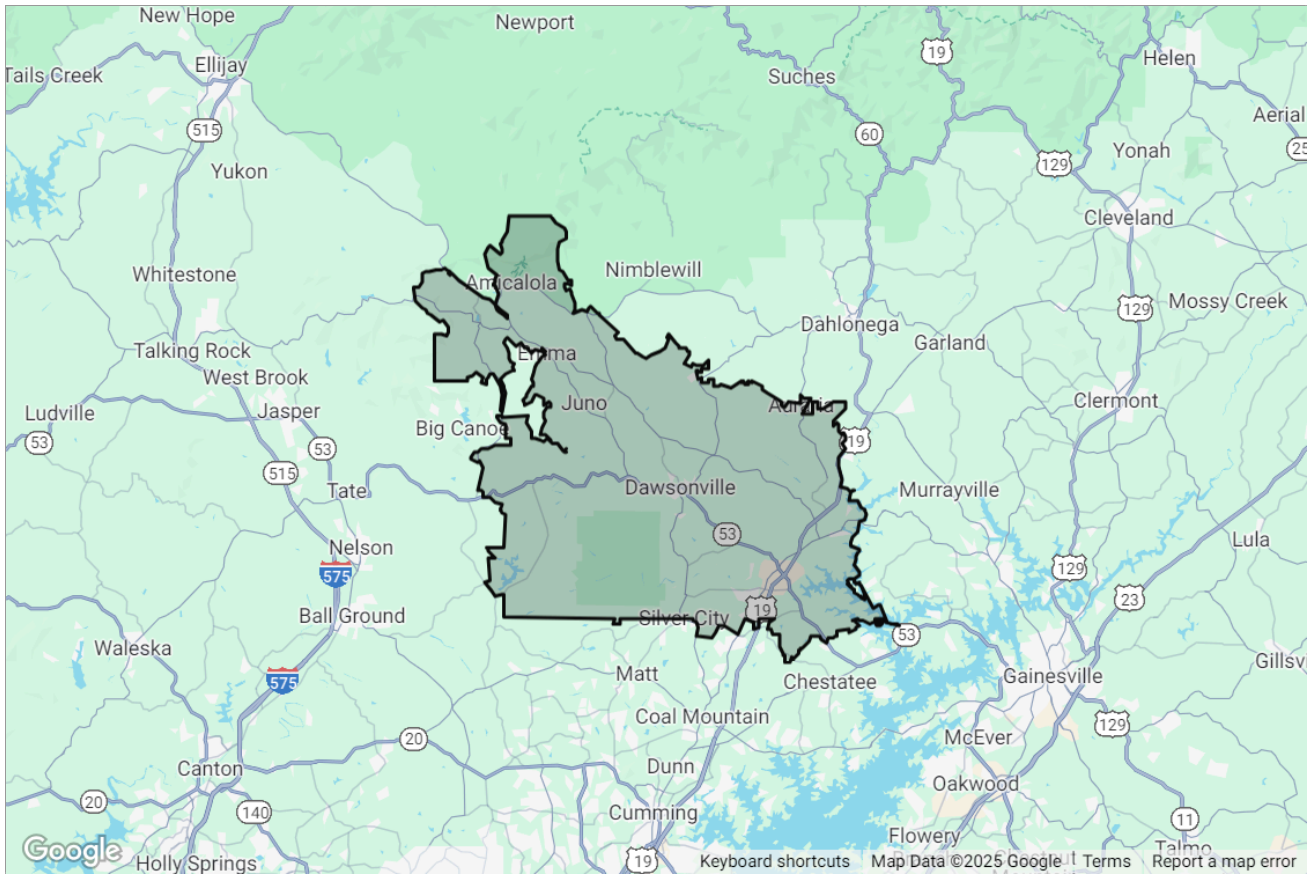 New Hope
Newport
Ellijay
19
Helen
Tails Creek
Suches
515
60
Aerial
129
Yonah
25
Yukon
Cleveland
Whitestone
Amicalola
Nimblewill
129
Mossy Creek
Dahlonega
Talking Rock
Emma
Garland
West Brook
Ludville
Jasper
Juno
Auraria
Clermont
53
Big Canoe
19
53
515
Tate
Dawsonville
Murrayville
53
Lula
Nelson
575
129
23
Ball Ground
Silver City
19
53
Waleska
Matt
Gainesville
Gillsv
575
Chestatee
Coal Mountain
129
20
McEver
Canton
Dunn
Oakwood
20
140
Cumming
11
Flowery
Talmo
Google
Holly Springs
19
Keyboard shortcuts
Map Data ©2025 Google
Terms
Report a map error